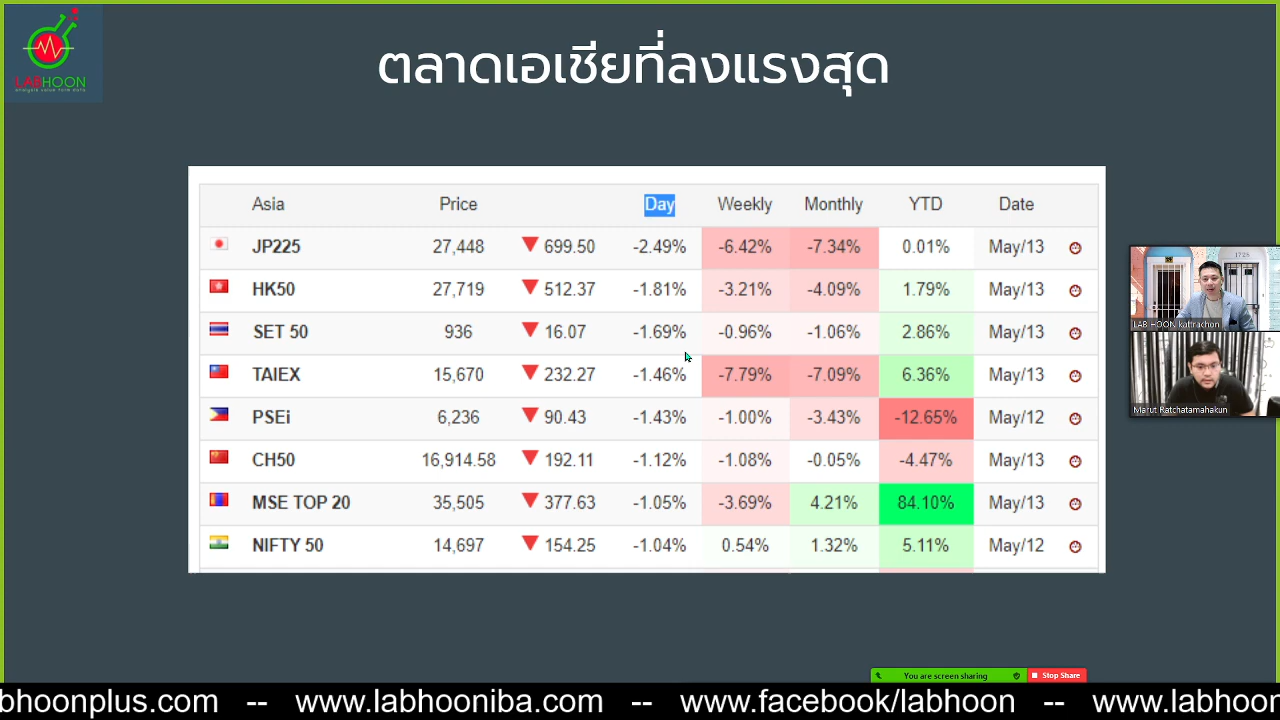 LABHOON
analysis value from data
ตลาดเอเชียที่ลงแรงสุด
Asia Price Day Weekly Monthly YTD Date
JP225 27,448 ▼ 699.50 -2.49% -6.42% -7.34% 0.01% May/13
HK50 27,719 ▼ 512.37 -1.81% -3.21% -4.09% 1.79% May/13
SET 50 936 ▼ 16.07 -1.69% -0.96% -1.06% 2.86% May/13
TAIEX 15,670 ▼ 232.27 -1.46% -7.79% -7.09% 6.36% May/13
PSEi 6,236 ▼ 90.43 -1.43% -1.00% -3.43% -12.65% May/12
CH50 16,914.58 ▼ 192.11 -1.12% -1.08% -0.05% -4.47% May/13
MSE TOP 20 35,505 ▼ 377.63 -1.05% -3.69% 4.21% 84.10% May/13
NIFTY 50 14,697 ▼ 154.25 -1.04% 0.54% 1.32% 5.11% May/12
LAB HOON kattrachon
Marut Ratchatamahakun
You are screen sharing Stop Share
bhoonplus.com -- www.labhooniba.com -- www.facebook/labhoon -- www.labhoon